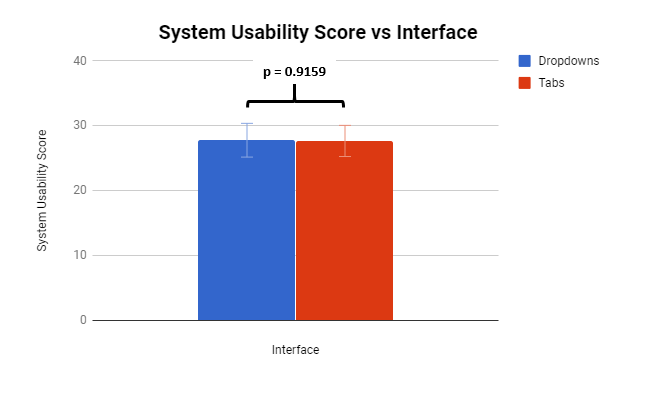 System Usability Score vs Interface
40
30
20
10
0
System Usability Score
p = 0.9159
Interface
Dropdowns
Tabs